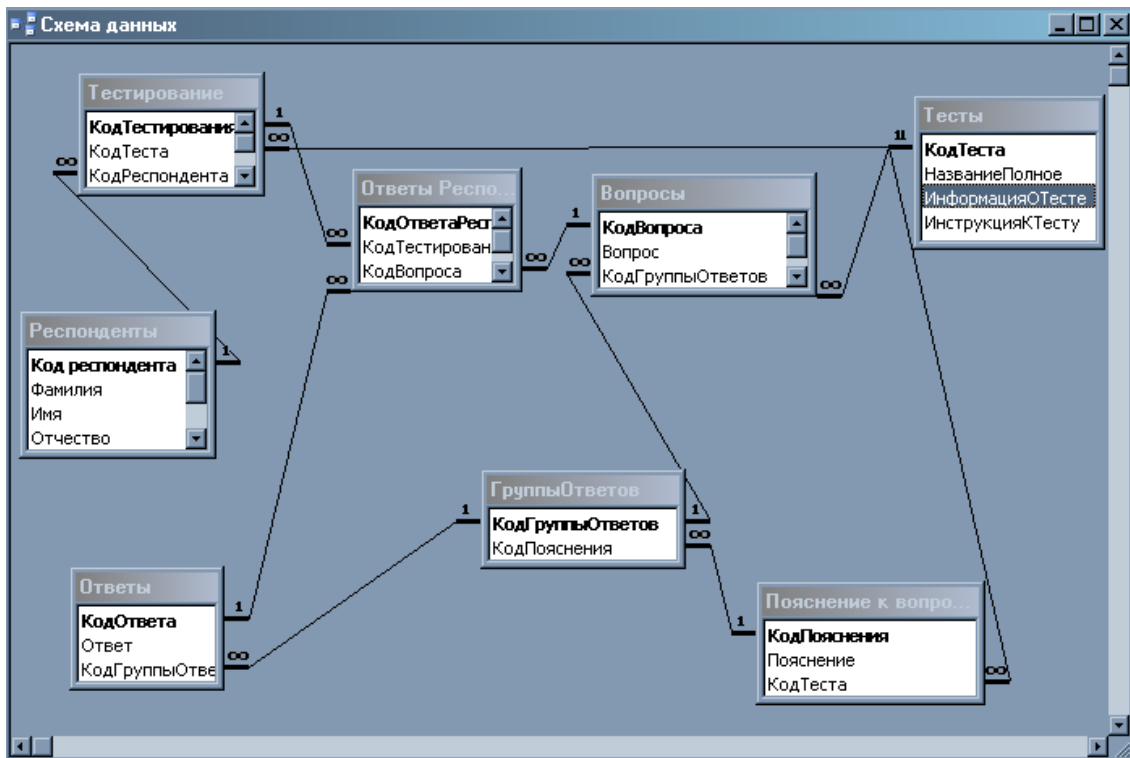 Схема данных
Тестирование
КодТестирования
КодТеста
КодРеспондента
1
∞
∞
Тесты
КодТеста
НазваниеПолное
ИнформацияОТесте
ИнструкцияКТесту
1
Ответы Респо...
КодОтветаРесп
КодТестирован
КодВопроса
∞
∞
∞
Вопросы
КодВопроса
Вопрос
КодГруппыОтветов
1
∞
∞
Респонденты
Код респондента
Фамилия
Имя
Отчество
1
ГруппыОтветов
КодГруппыОтветов
КодПояснения
1
1
∞
Ответы
КодОтвета
Ответ
КодГруппыОтве
1
∞
Пояснение к вопро...
КодПояснения
Пояснение
КодТеста
1
∞